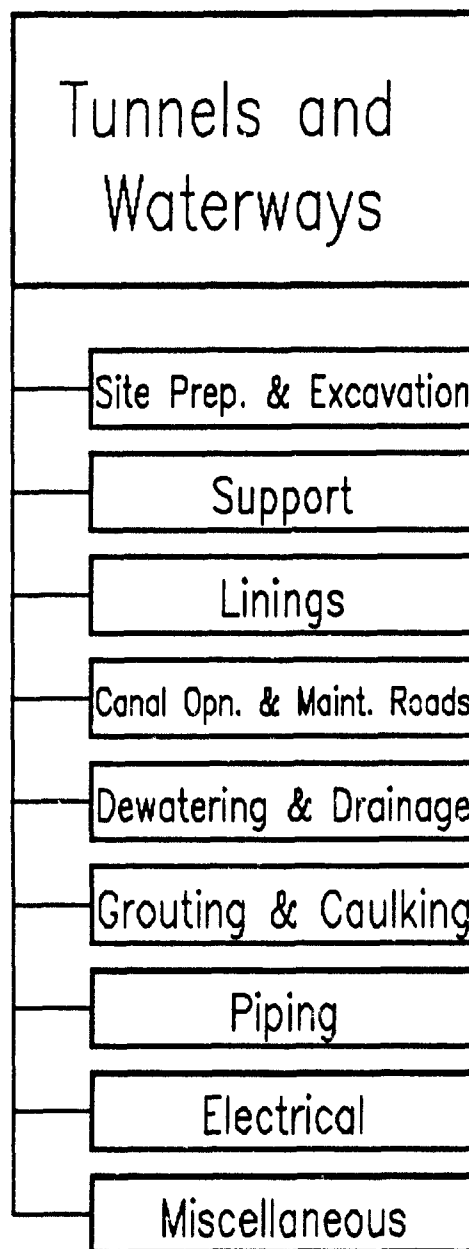 Tunnels and
Waterways
Site Prep. & Excavation
Support
Linings
Canal Opn. & Maint. Roads
Dewatering & Drainage
Grouting & Caulking
Piping
Electrical
Miscellaneous